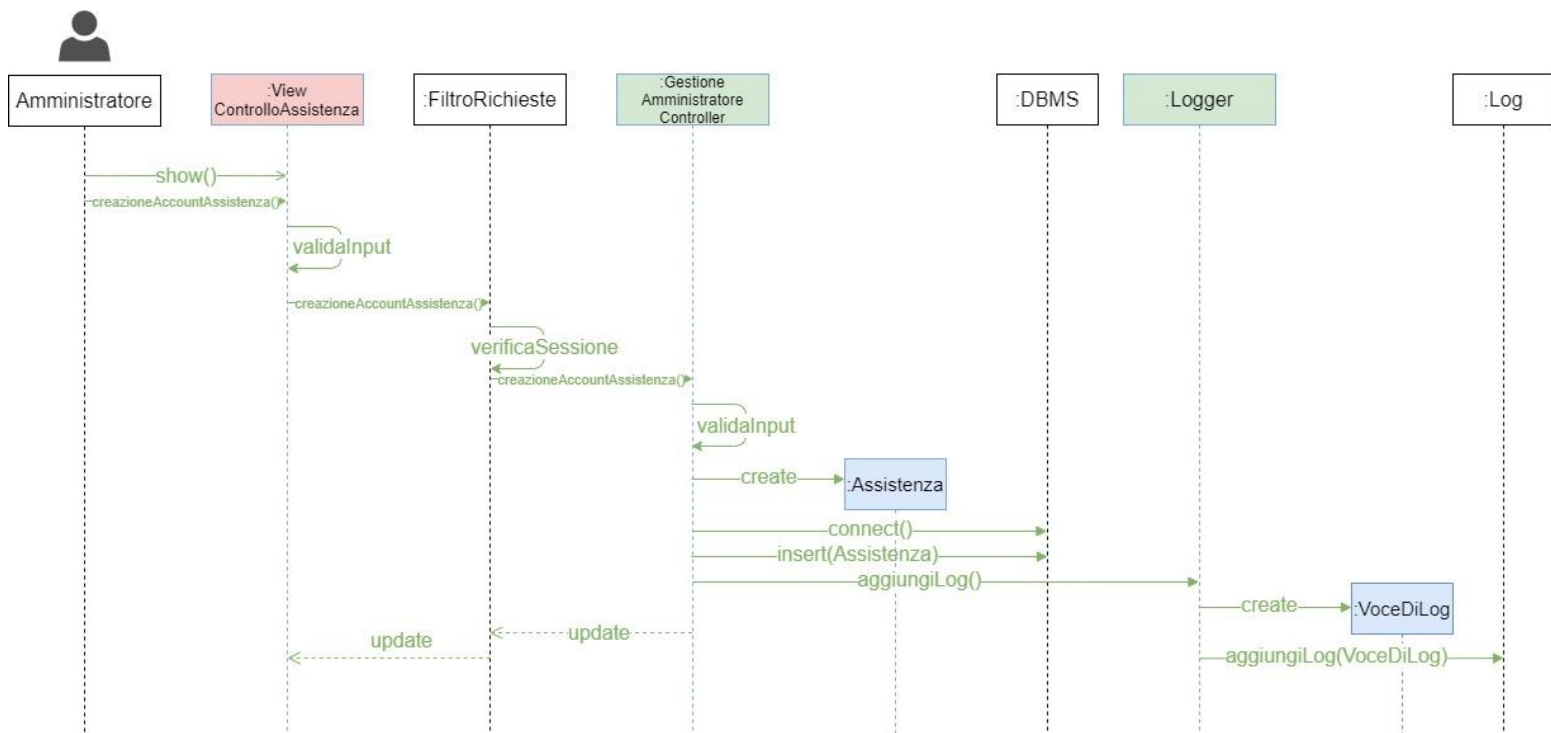 Amministratore
:View
ControlloAssistenza
:FiltroRichieste
:Gestione
Amministratore
Controller
:DBMS
:Logger
:Log
show()
creazioneAccountAssistenza()
validaInput
creazioneAccountAssistenza()
verificaSessione
creazioneAccountAssistenza()
validaInput
create
:Assistenza
connect()
insert(Assistenza)
aggiungiLog()
create
:VoceDiLog
update
update
aggiungiLog(VoceDiLog)